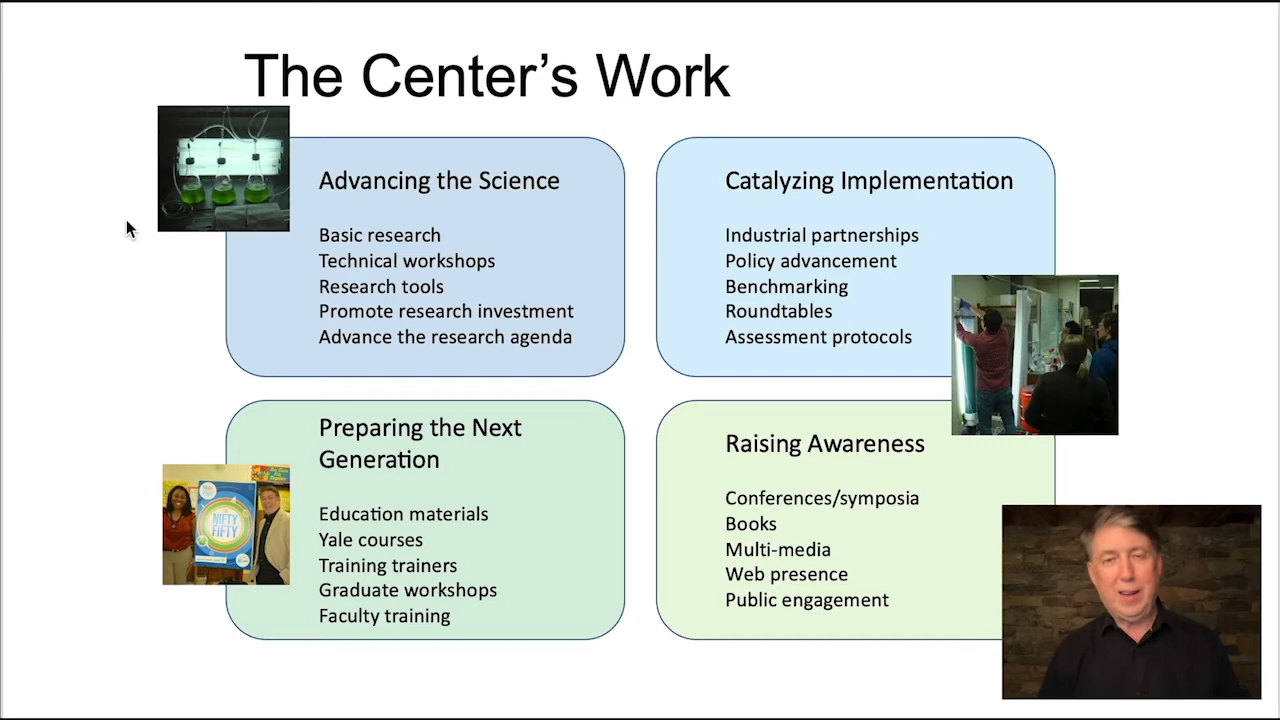 The Center’s Work
Advancing the Science
Basic research
Technical workshops
Research tools
Promote research investment
Advance the research agenda
Catalyzing Implementation
Industrial partnerships
Policy advancement
Benchmarking
Roundtables
Assessment protocols
Preparing the Next
Generation
Education materials
Yale courses
Training trainers
Graduate workshops
Faculty training
NIFTY
FIFTY
Raising Awareness
Conferences/symposia
Books
Multi-media
Web presence
Public engagement